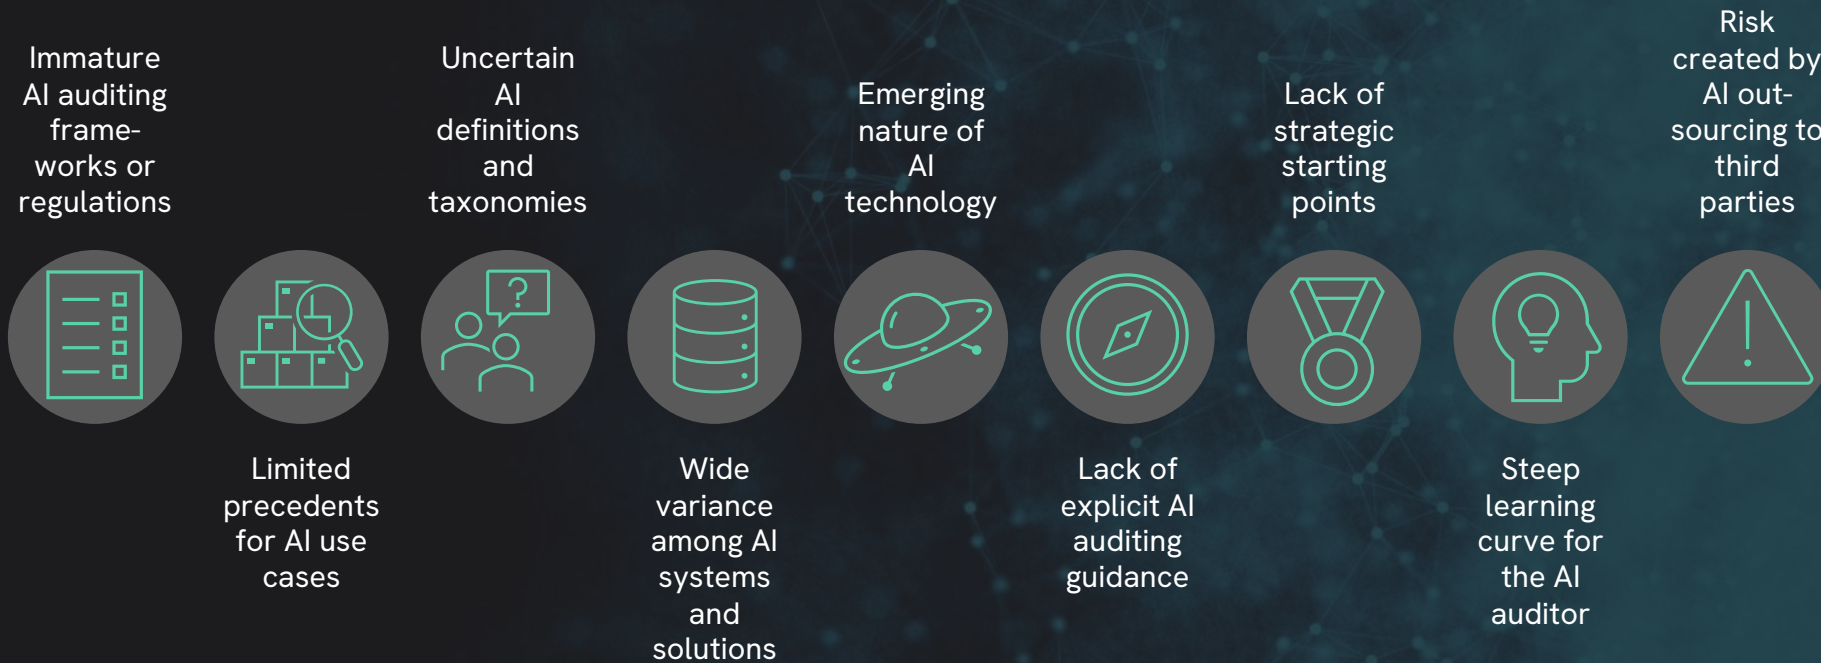 Immature
AI auditing
frame-
works or
regulations
Limited
precedents
for AI use
cases
Uncertain
AI
definitions
and
taxonomies
?
Wide
variance
among AI
systems
and
solutions
Emerging
nature of
AI
technology
Lack of
explicit AI
auditing
guidance
Lack of
strategic
starting
points
Steep
learning
curve for
the AI
auditor
Risk
created by
AI out-
sourcing to
third
parties